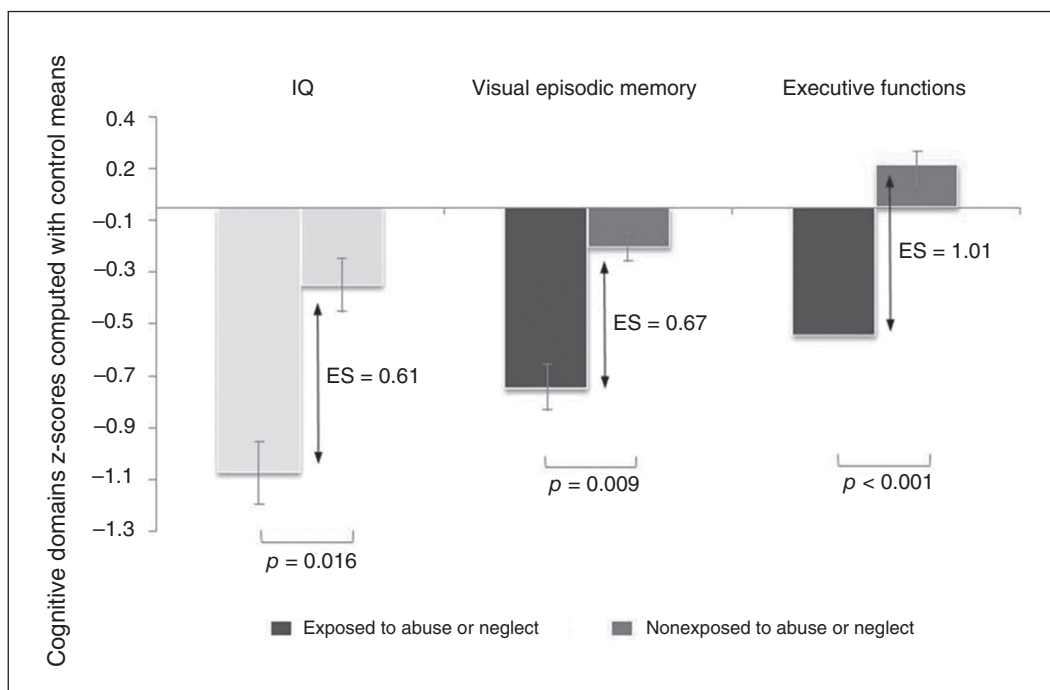 IQ
Visual episodic memory
Executive functions
Cognitive domains z-scores computed with control means
0.4
0.2
–0.1
–0.3
–0.5
–0.7
–0.9
–1.1
–1.3
ES = 0.61
ES = 0.67
ES = 1.01
p = 0.016
p = 0.009
p < 0.001
Exposed to abuse or neglect
Nonexposed to abuse or neglect